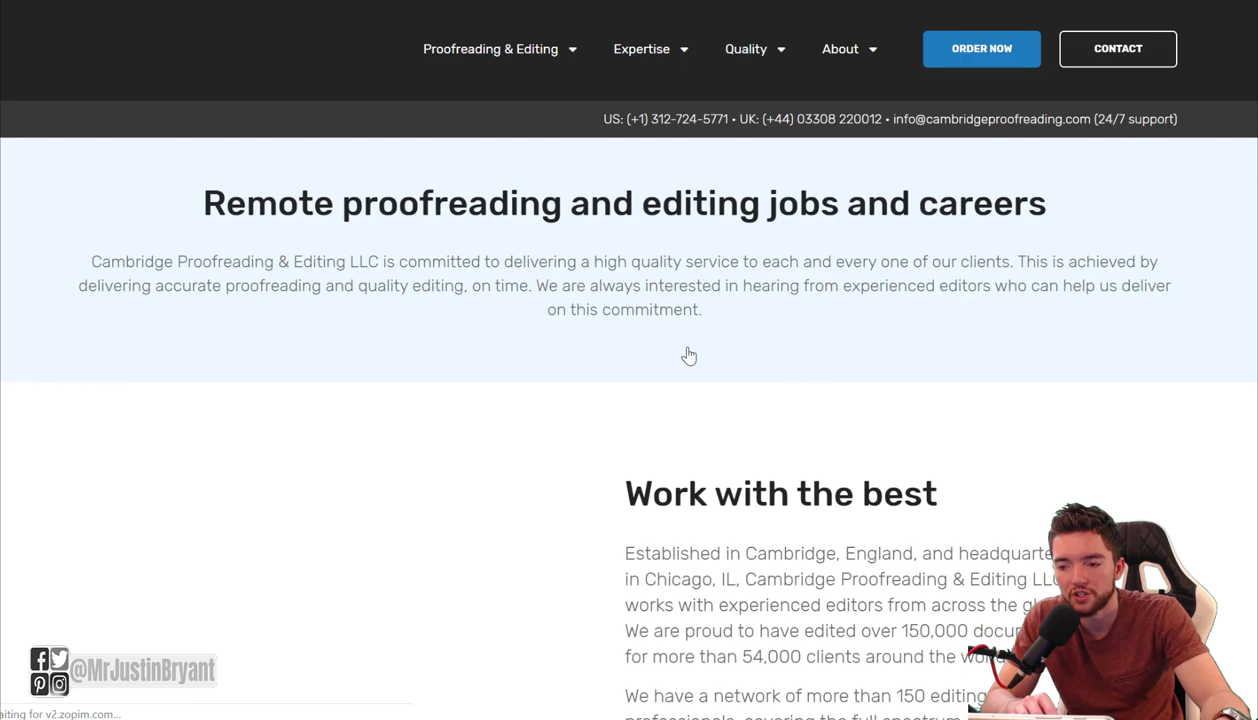 Proofreading & Editing Expertise Quality About ORDER NOW CONTACT
US: (+1) 312-724-5771 • UK: (+44) 03308 220012 • info@cambridgeproofreading.com (24/7 support)
Remote proofreading and editing jobs and careers
Cambridge Proofreading & Editing LLC is committed to delivering a high quality service to each and every one of our clients. This is achieved by
delivering accurate proofreading and quality editing, on time. We are always interested in hearing from experienced editors who can help us deliver
on this commitment.
Work with the best
Established in Cambridge, England, and
in Chicago, IL, Cambridge Proofreading & Editing
works with experienced editors from across the
We are proud to have edited over 150,000
for more than 54,000 clients around the
We have a network of more than 150 editing
@MrJustinBryant
for v2.zopim.com...